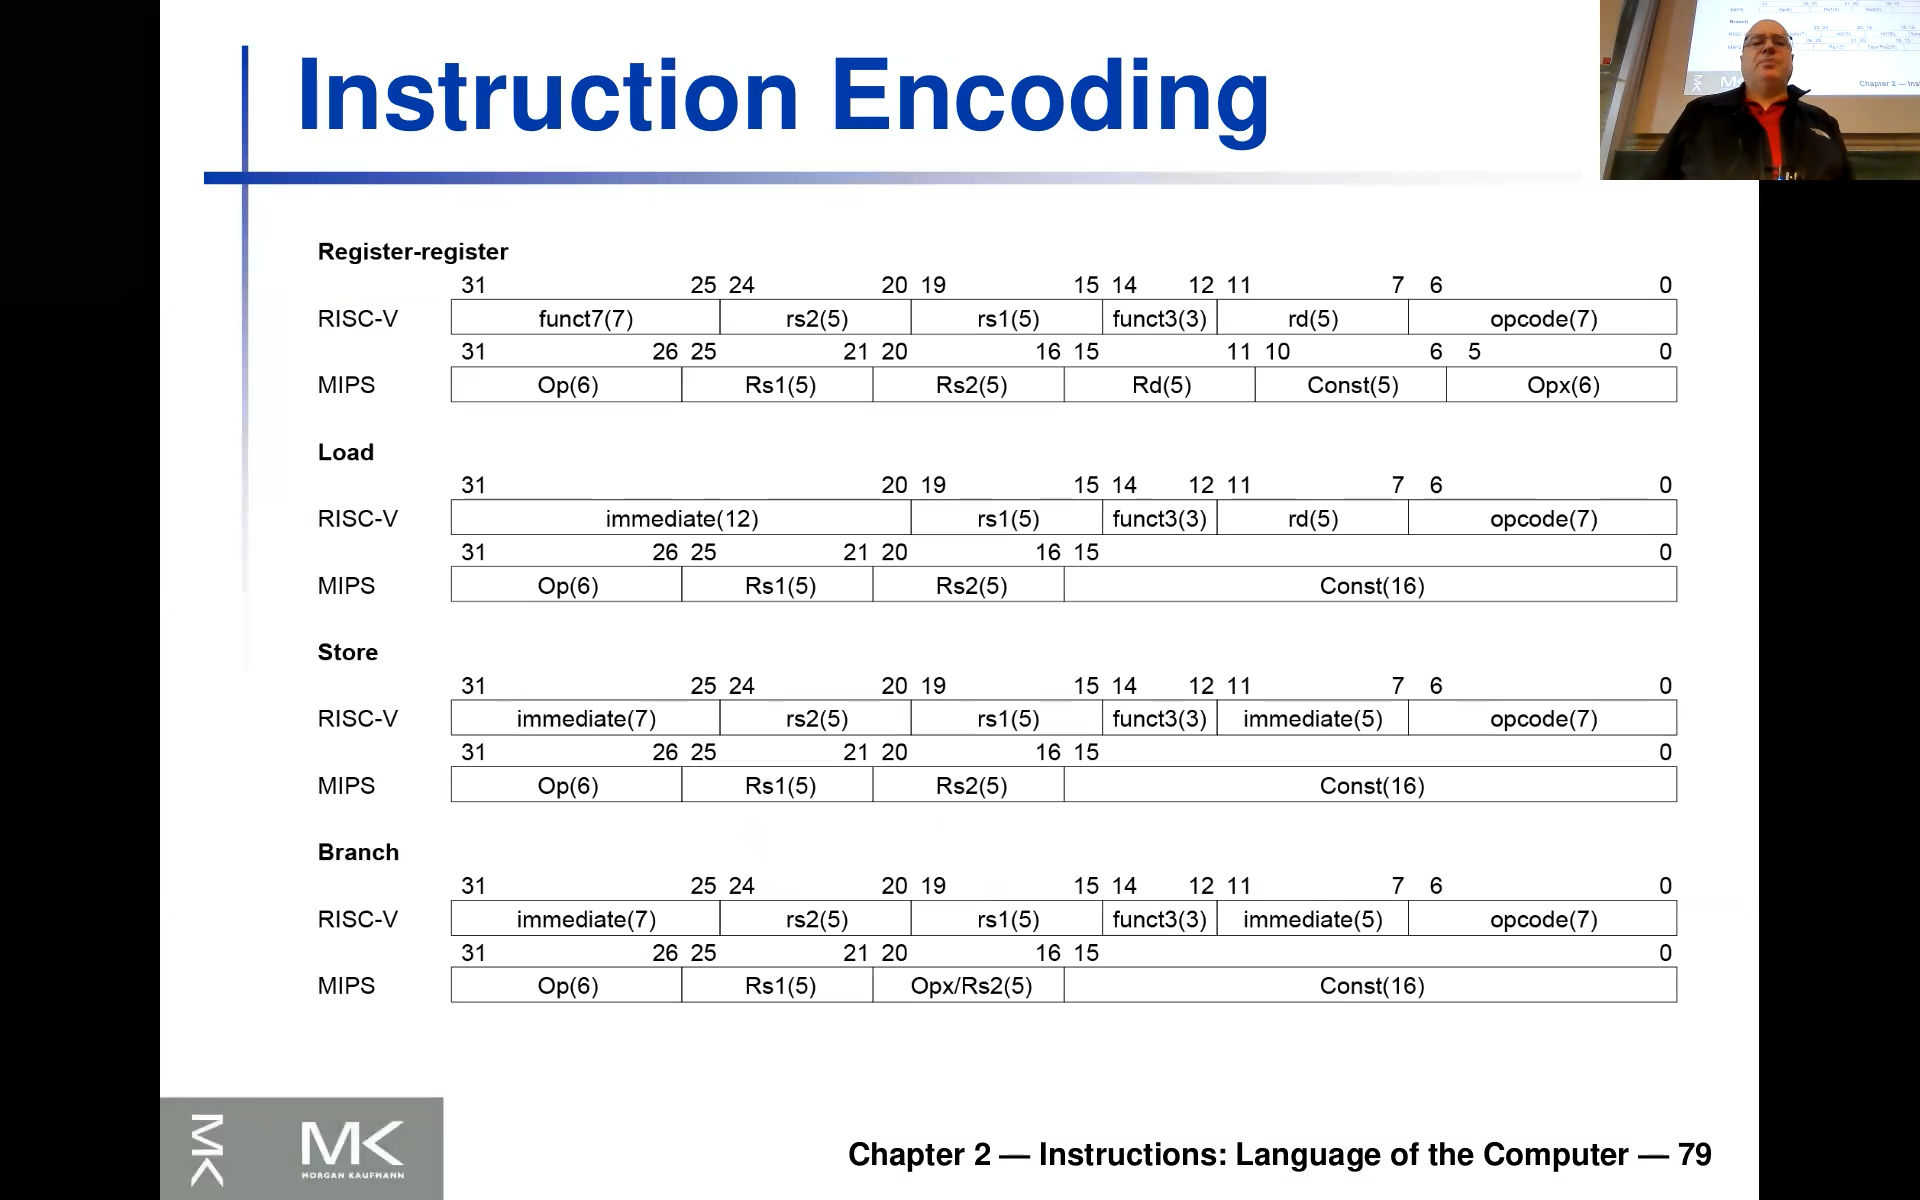 Instruction Encoding
Register-register
31 25 24 20 19 15 14 12 11 7 6 0
RISC-V funct7(7) rs2(5) rs1(5) funct3(3) rd(5) opcode(7)
31 26 25 21 20 16 15 11 10 6 5 0
MIPS Op(6) Rs1(5) Rs2(5) Rd(5) Const(5) Opx(6)
Load
31 20 19 15 14 12 11 7 6 0
RISC-V immediate(12) rs1(5) funct3(3) rd(5) opcode(7)
31 26 25 21 20 16 15 0
MIPS Op(6) Rs1(5) Rs2(5) Const(16)
Store
31 25 24 20 19 15 14 12 11 7 6 0
RISC-V immediate(7) rs2(5) rs1(5) funct3(3) immediate(5) opcode(7)
31 26 25 21 20 16 15 0
MIPS Op(6) Rs1(5) Rs2(5) Const(16)
Branch
31 25 24 20 19 15 14 12 11 7 6 0
RISC-V immediate(7) rs2(5) rs1(5) funct3(3) immediate(5) opcode(7)
31 26 25 21 20 16 15 0
MIPS Op(6) Rs1(5) Opx/Rs2(5) Const(16)
MK
MK
MORGAN KAUFMANN
Chapter 2 — Instructions: Language of the Computer — 79